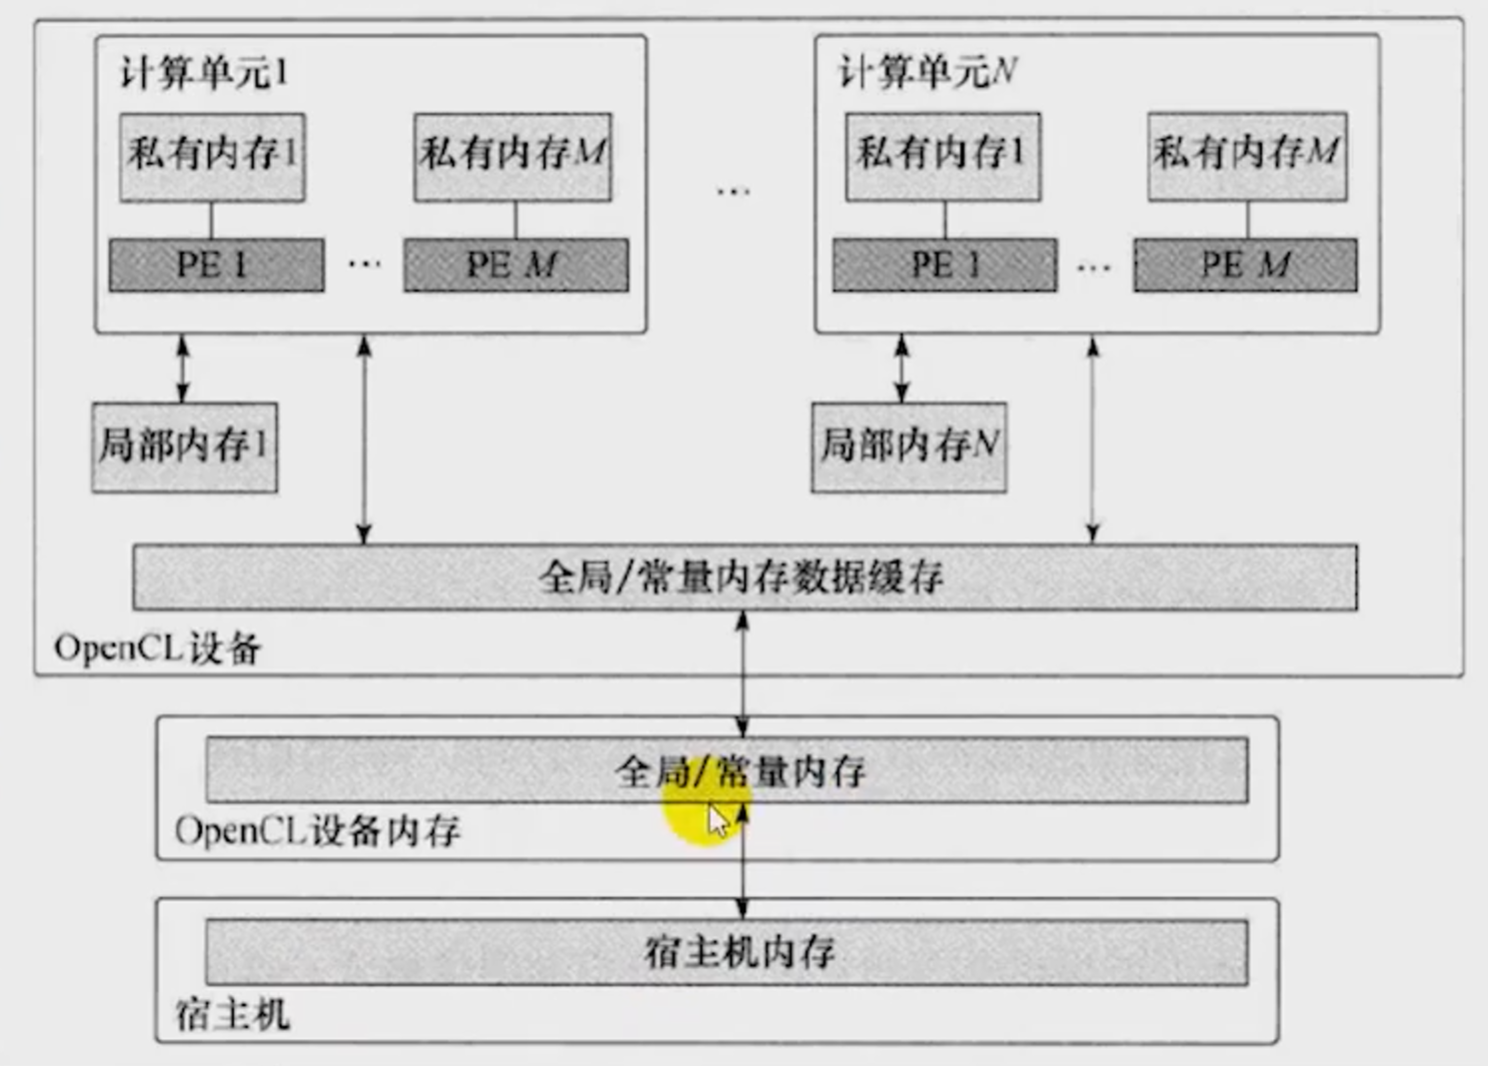 计算单元1
计算单元N
私有内存1
私有内存M
私有内存1
私有内存M
...
PE 1
...
PE M
PE 1
...
PE M
局部内存1
局部内存N
全局/常量内存数据缓存
OpenCL设备
全局/常量内存
OpenCL设备内存
宿主机内存
宿主机